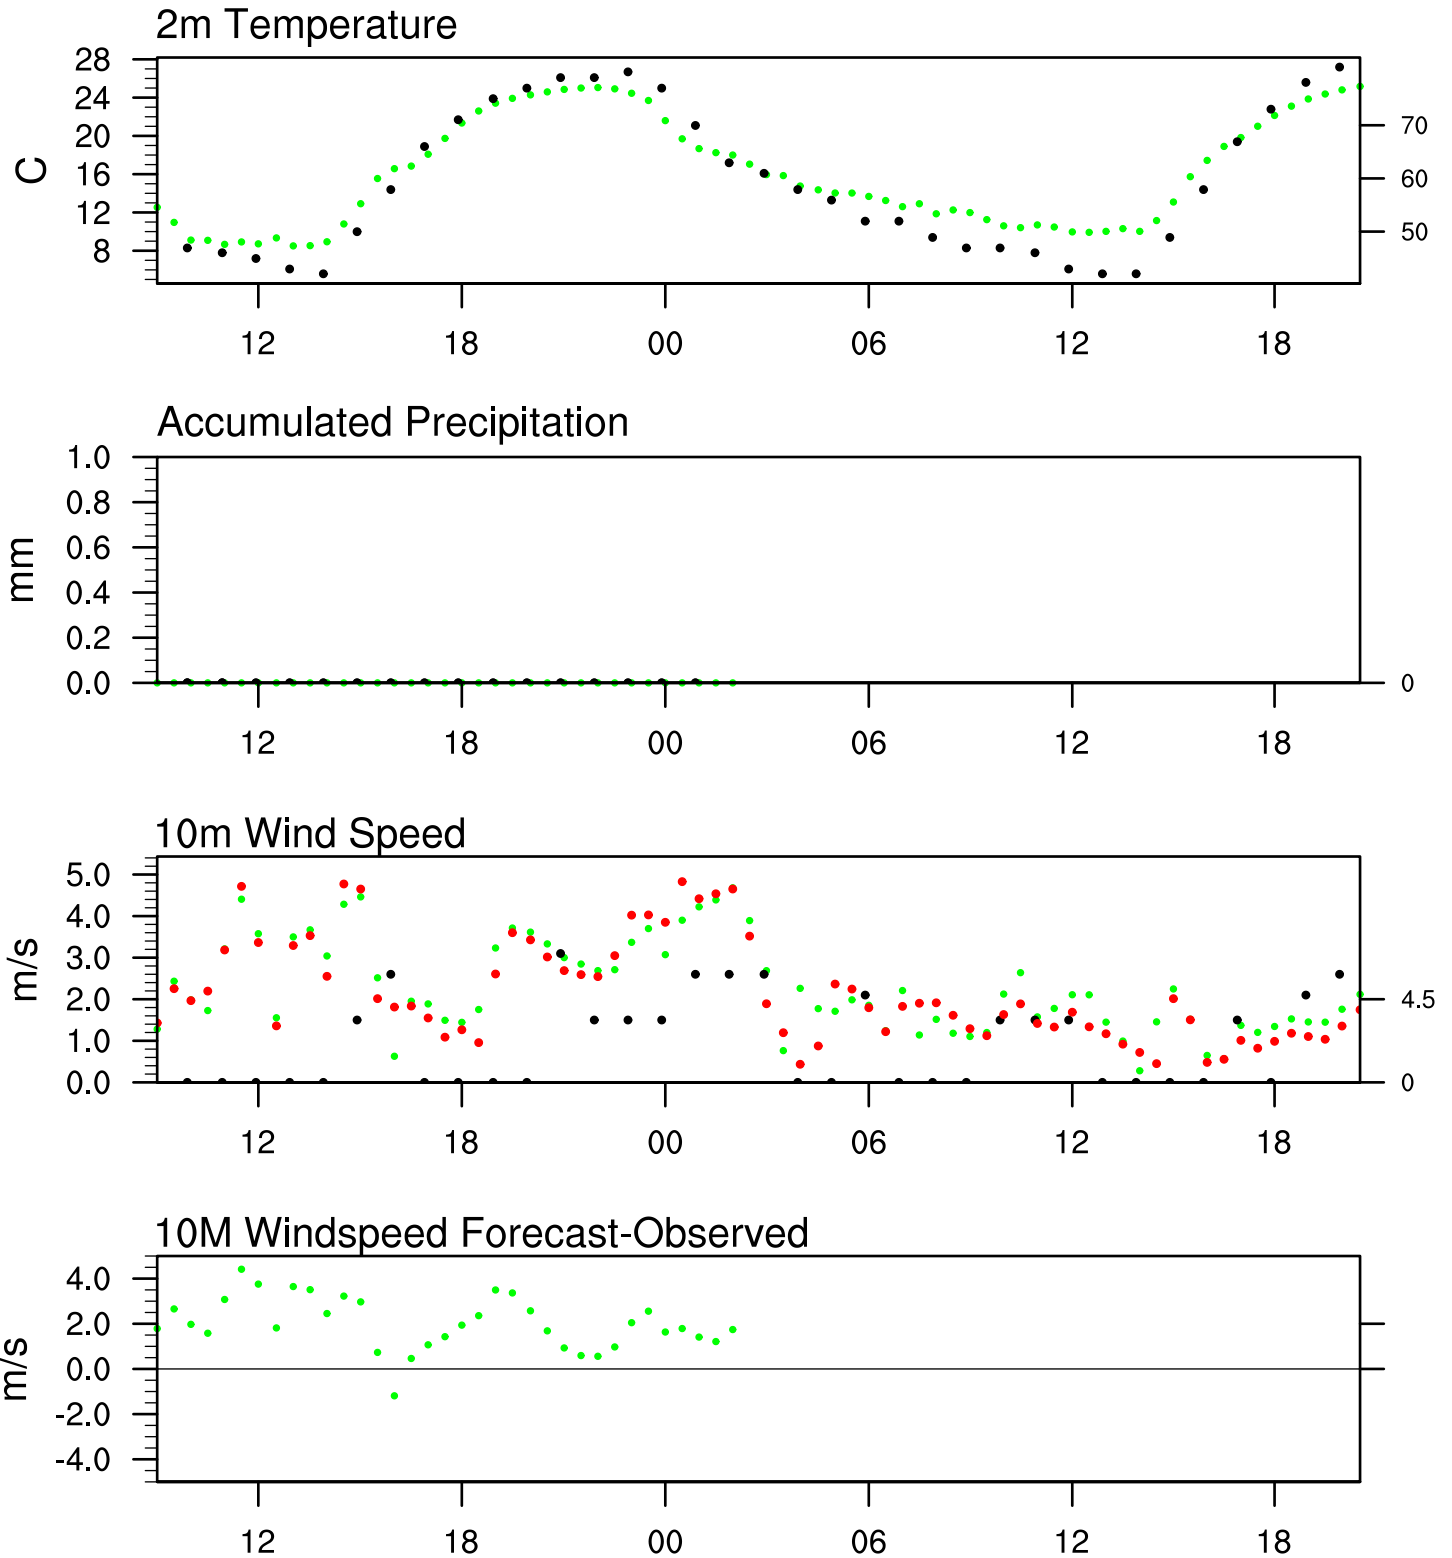 2m Temperature
28
24
20
16
12
8
C
70
60
50
12 18 00 06 12 18
Accumulated Precipitation
1.0
0.8
0.6
0.4
0.2
0.0
mm
0
12 18 00 06 12 18
10m Wind Speed
5.0
4.0
3.0
2.0
1.0
0.0
m/s
4.5
0
12 18 00 06 12 18
10M Windspeed Forecast-Observed
4.0
2.0
0.0
-2.0
-4.0
m/s
12 18 00 06 12 18